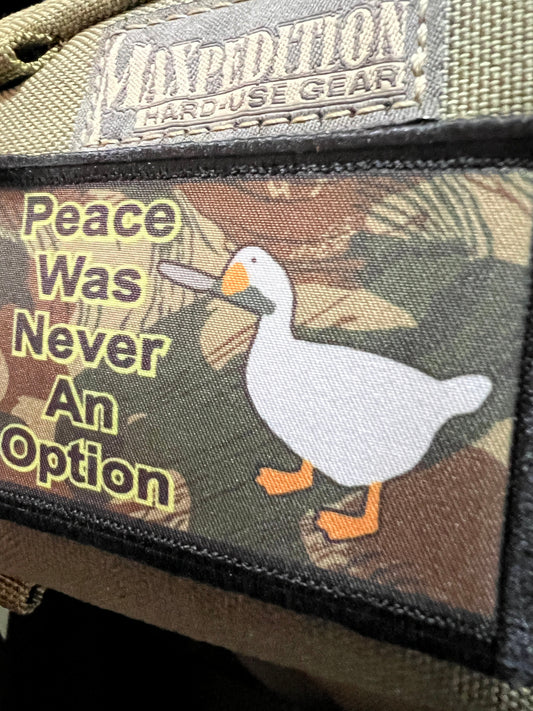 MAXPEDITION
HARD-USE GEAR
Peace
Was
Never
An
Option